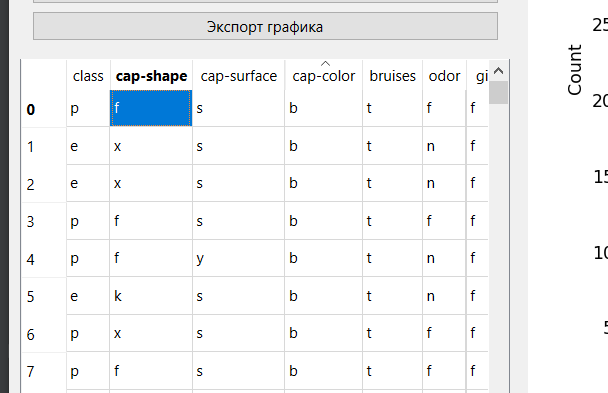 Экспорт графика
class cap-shape cap-surface cap-color bruises odor gi
0 p f s b t f f
1 e x s b t n f
2 e x s b t n f
3 p f s b t f f
4 p f y b t n f
5 e k s b t n f
6 p x s b t f f
7 p f s b t f f
Count
25
20
15
10
5